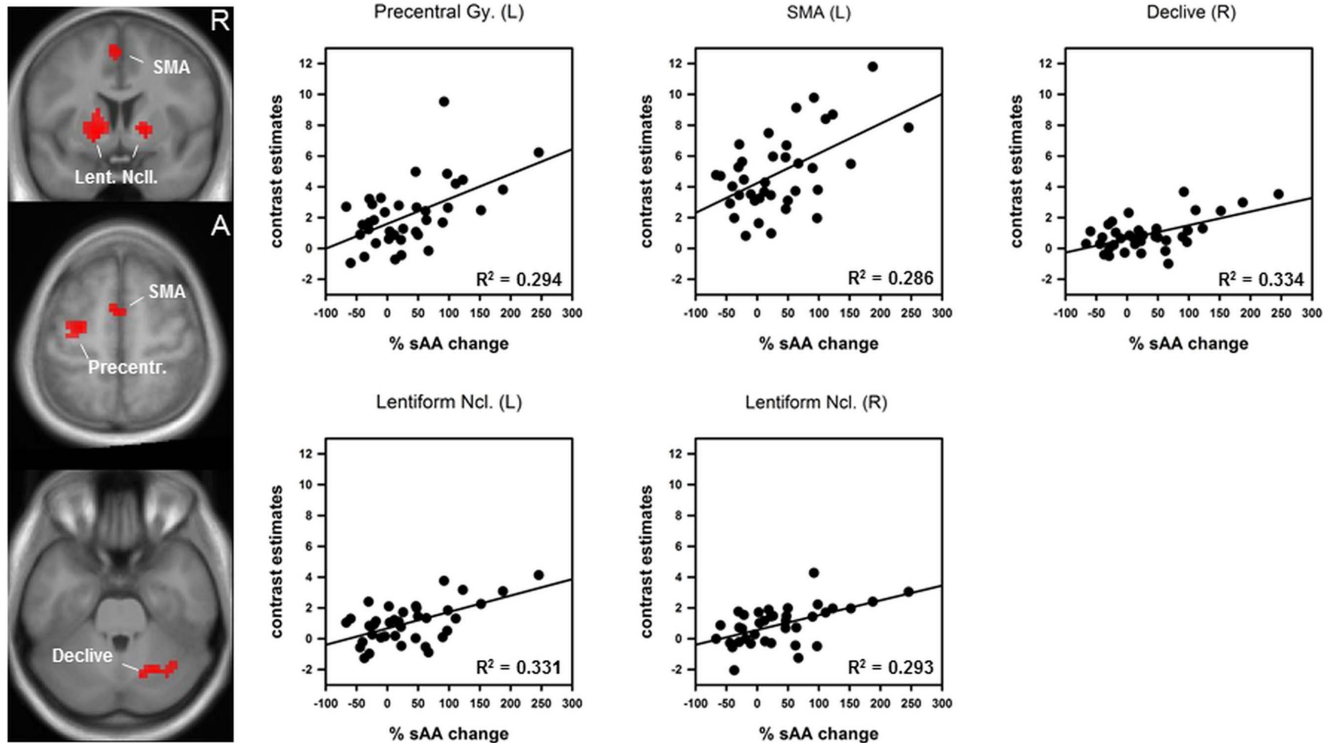 R
SMA
Lent. Ncll.
A
SMA
Precentr.
Declive
Precentral Gy. (L)
contrast estimates
12
10
8
6
4
2
0
-2
R² = 0.294
-100 -50 0 50 100 150 200 250 300
% sAA change
SMA (L)
contrast estimates
12
10
8
6
4
2
0
-2
R² = 0.286
-100 -50 0 50 100 150 200 250 300
% sAA change
Declive (R)
contrast estimates
12
10
8
6
4
2
0
-2
R² = 0.334
-100 -50 0 50 100 150 200 250 300
% sAA change
Lentiform Ncl. (L)
contrast estimates
12
10
8
6
4
2
0
-2
R² = 0.331
-100 -50 0 50 100 150 200 250 300
% sAA change
Lentiform Ncl. (R)
contrast estimates
12
10
8
6
4
2
0
-2
R² = 0.293
-100 -50 0 50 100 150 200 250 300
% sAA change